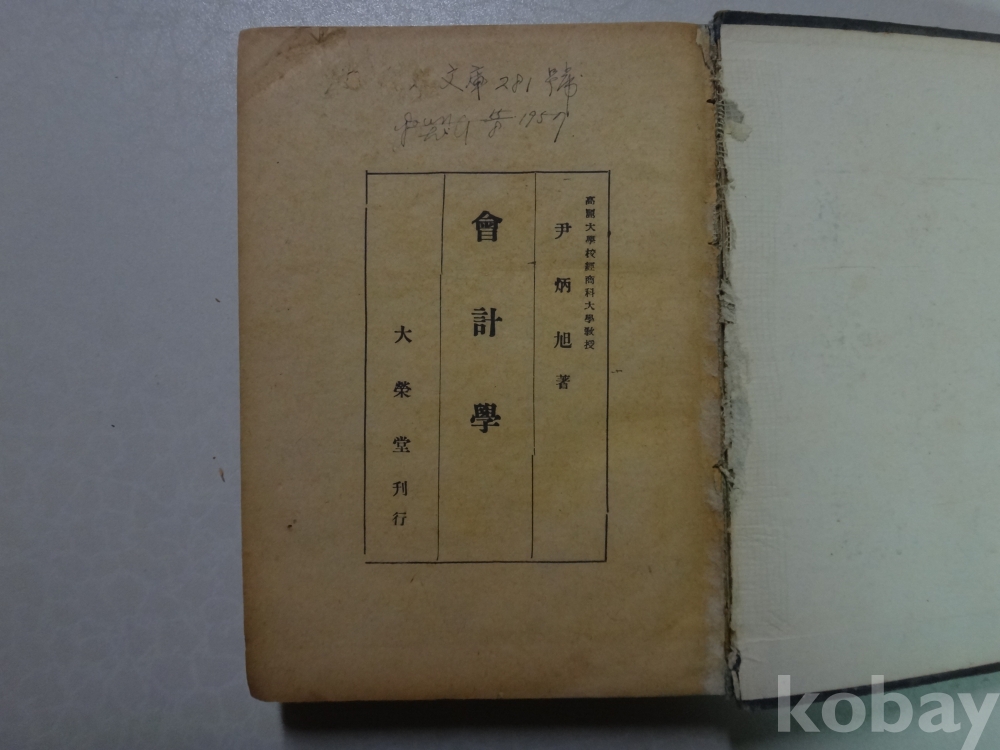 文庫281號
1957
高麗大學校經商科大學敎授
尹炳旭著
會計學
大榮堂刊行
kobay